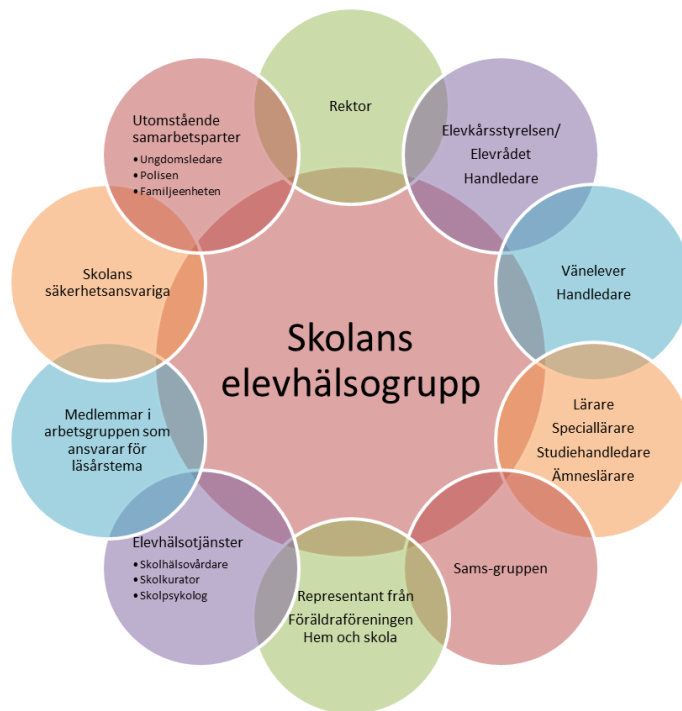 Rektor
Elevkårsstyrelsen/
Elevrådet
Handledare
Vänelever
Handledare
Lärare
Speciallärare
Studiehandledare
Ämneslärare
Sams-gruppen
Representant från
Föräldraföreningen
Hem och skola
Elevhälsotjänster
• Skolhälsovårdare
• Skolkurator
• Skolpsykolog
Medlemmar i
arbetsgruppen som
ansvarar för
läsårstema
Skolans
säkerhetsansvariga
Utomstående
samarbetsparter
• Ungdomsledare
• Polisen
• Familjeenheten
Skolans
elevhälsogrupp